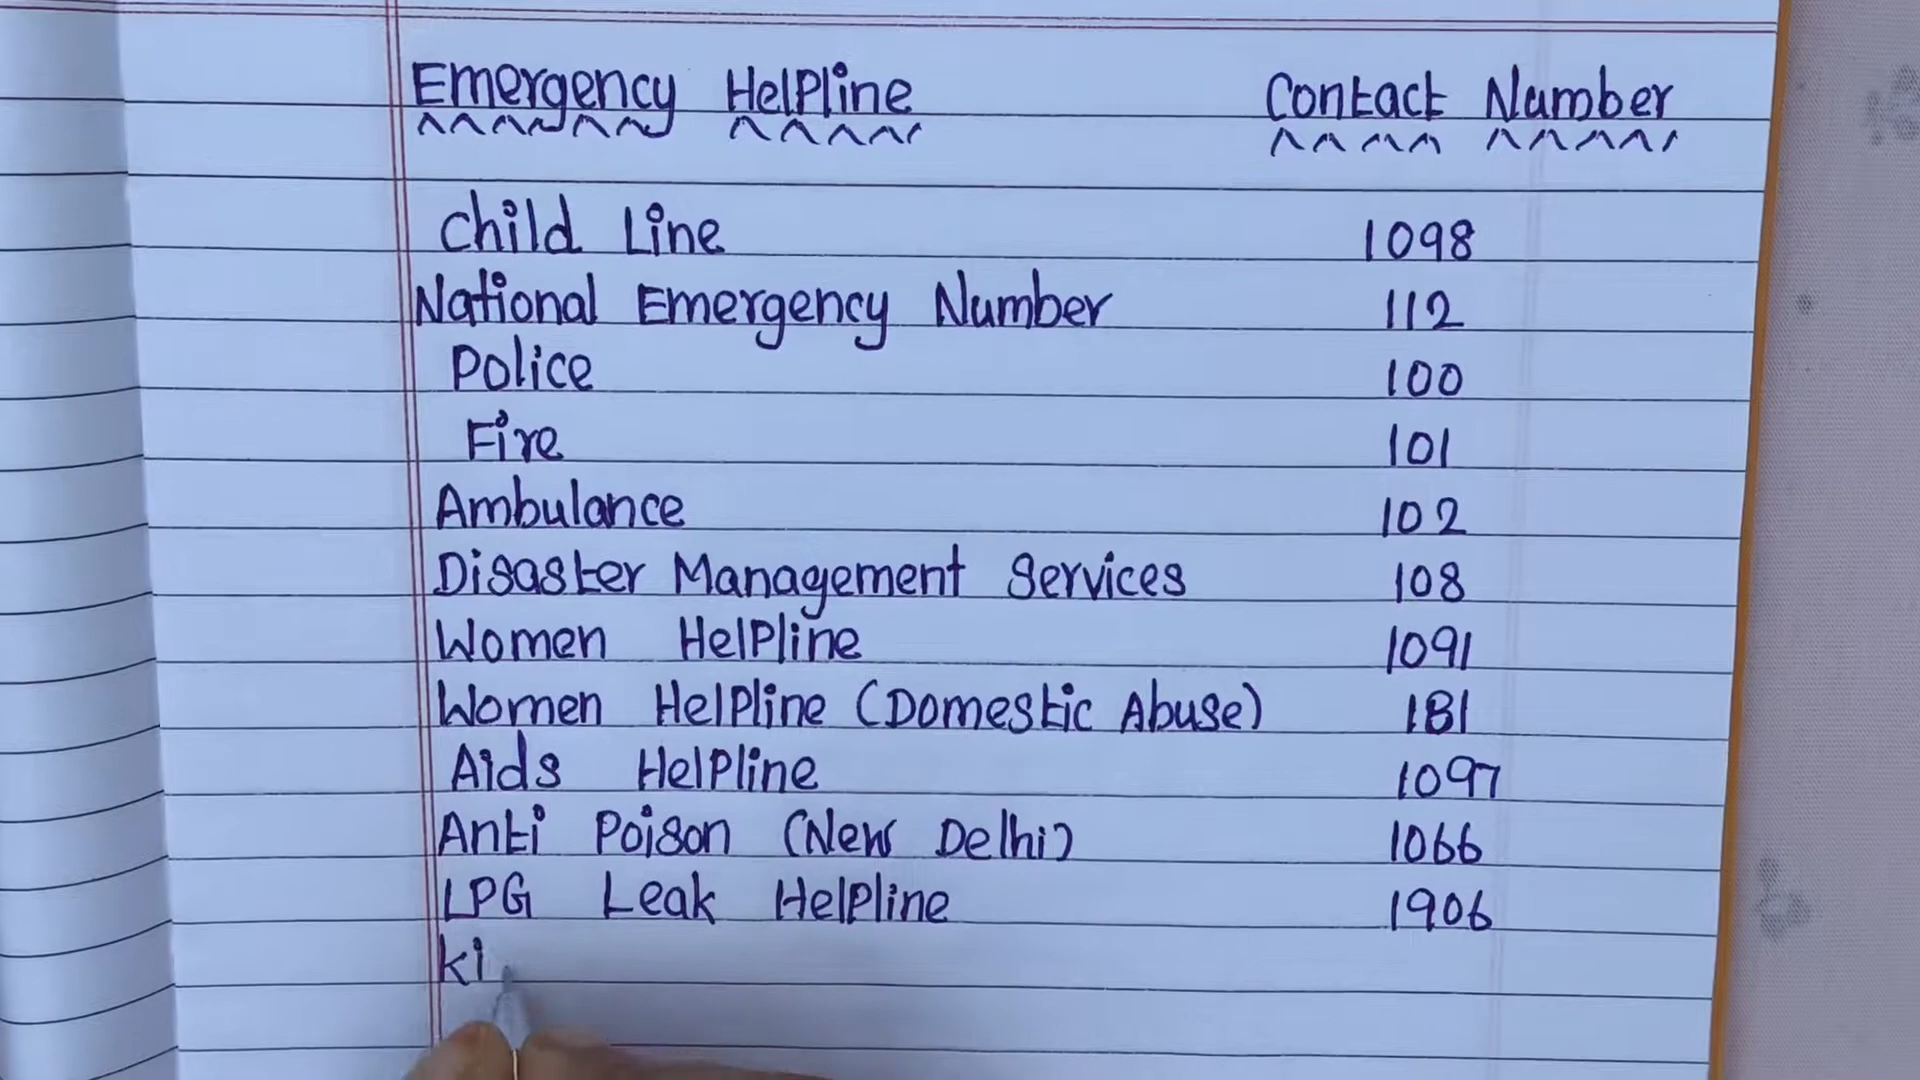 Emergency Helpline Contact Number
Child Line 1098
National Emergency Number 112
Police 100
Fire 101
Ambulance 102
Disaster Management Services 108
Women Helpline 1091
Women Helpline (Domestic Abuse) 181
Aids Helpline 1097
Anti Poison (New Delhi) 1066
LPG Leak Helpline 1906
ki